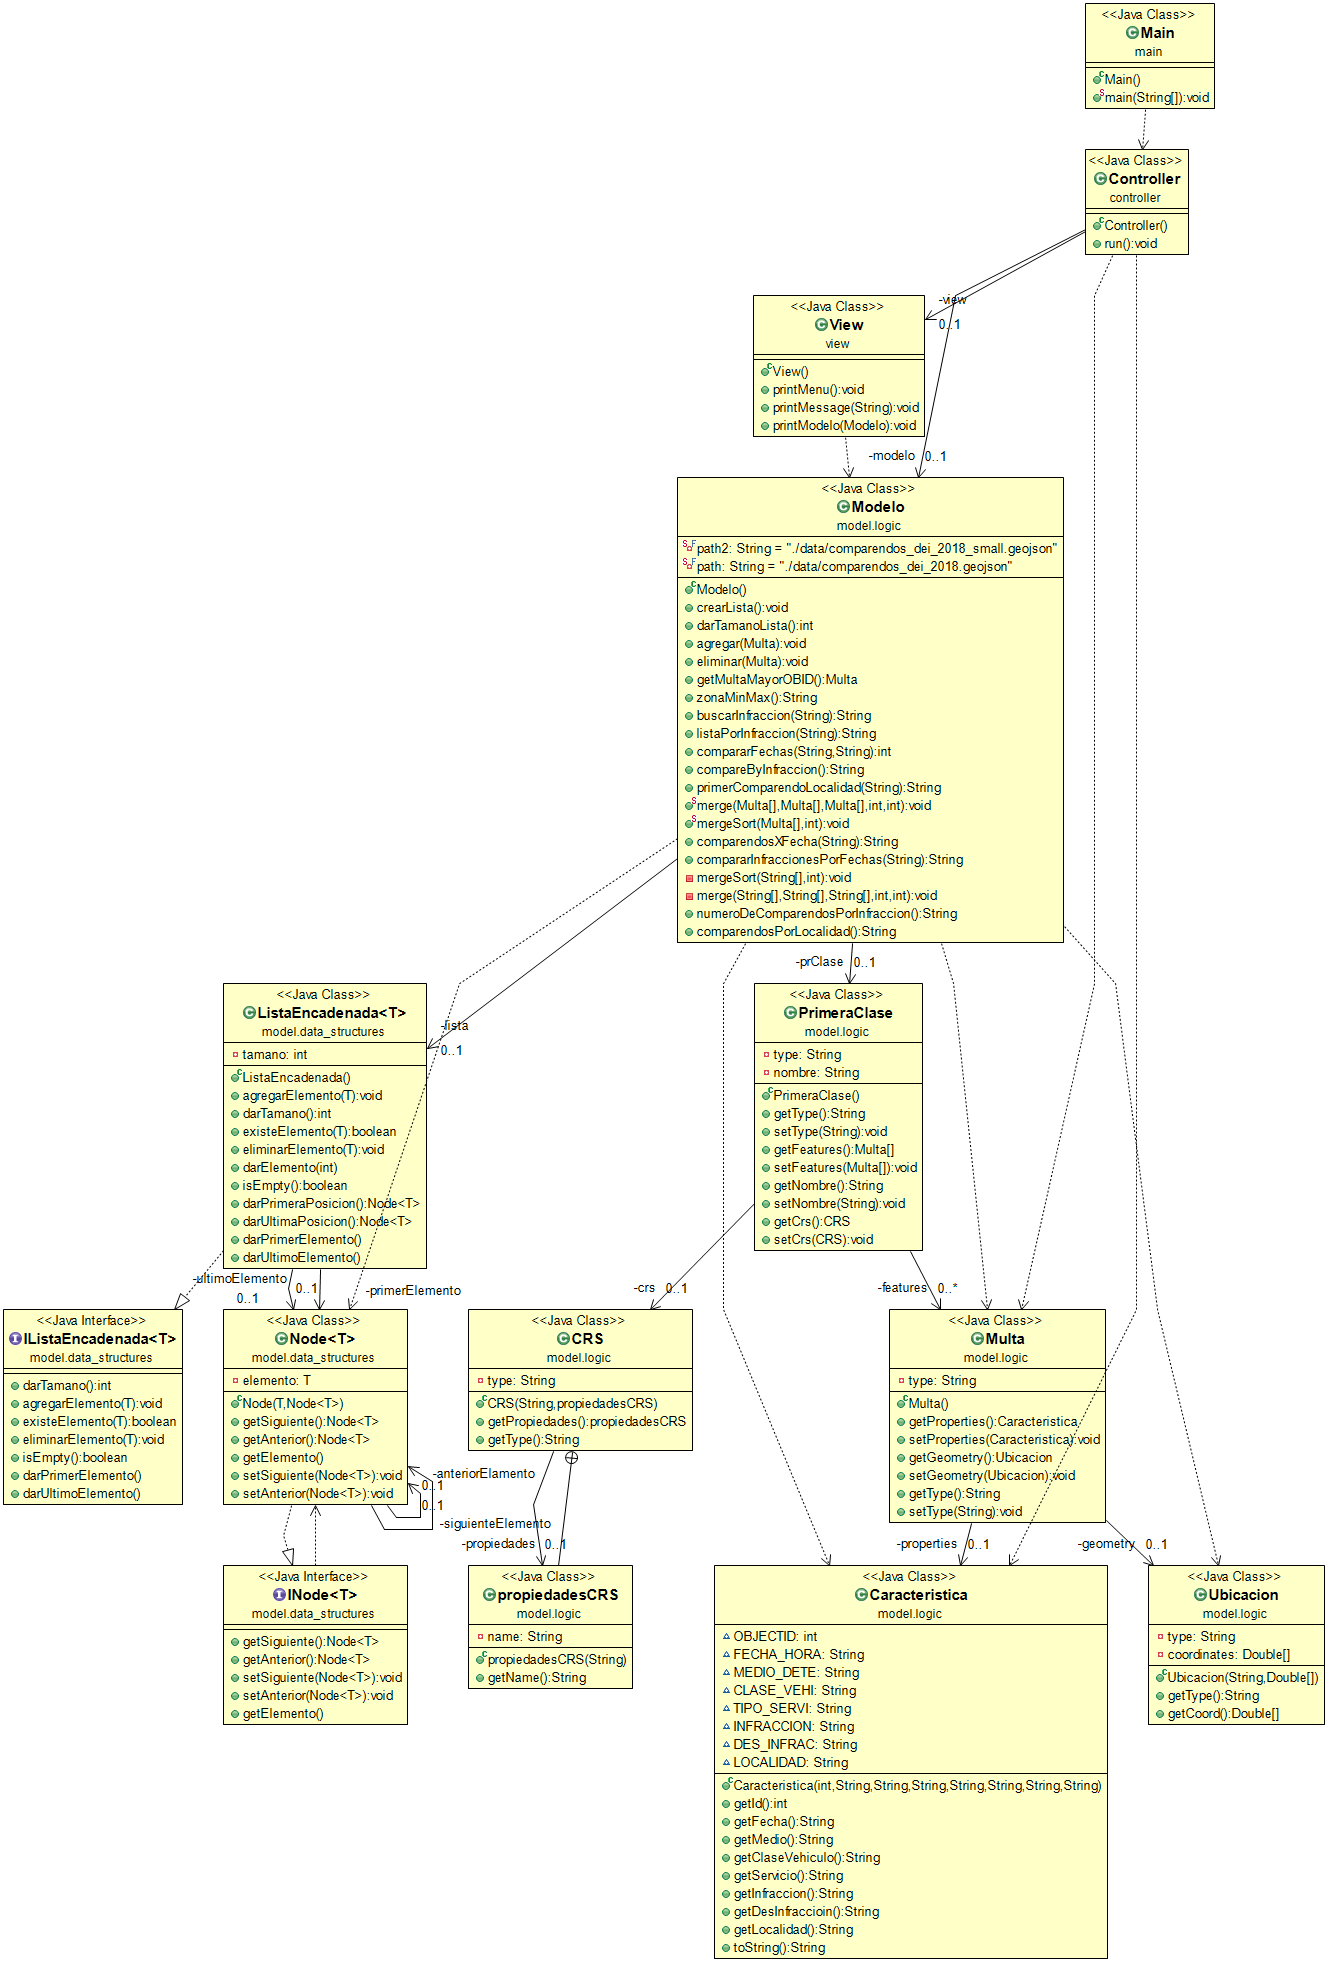 <<Java Class>>
Main
main
Main()
main(String[]):void
<<Java Class>>
Controller
controller
Controller()
run():void
-view
0..1
<<Java Class>>
View
view
View()
printMenu():void
printMessage(String):void
printModelo(Modelo):void
-modelo
0..1
<<Java Class>>
Modelo
model.logic
path2: String = "./data/comparendos_dei_2018_small.geojson"
path: String = "./data/comparendos_dei_2018.geojson"
Modelo()
crearLista():void
darTamanoLista():int
agregar(Multa):void
eliminar(Multa):void
getMultaMayorOBID():Multa
zonaMinMax():String
buscarInfraccion(String):String
listaPorInfraccion(String):String
compararFechas(String,String):int
compareByInfraccion():String
primerComparendoLocalidad(String):String
merge(Multa[],Multa[],Multa[],int,int):void
mergeSort(Multa[],int):void
comparendosXFecha(String):String
compararInfraccionesPorFechas(String):String
mergeSort(String[],int):void
merge(String[],String[],String[],int,int):void
numeroDeComparendosPorInfraccion():String
comparendosPorLocalidad():String
-prClase
0..1
-lista
0..1
<<Java Class>>
ListaEncadenada<T>
model.data_structures
tamano: int
ListaEncadenada()
agregarElemento(T):void
darTamano():int
existeElemento(T):boolean
eliminarElemento(T):void
darElemento(int)
isEmpty():boolean
darPrimeraPosicion():Node<T>
darUltimaPosicion():Node<T>
darPrimerElemento()
darUltimoElemento()
<<Java Class>>
PrimeraClase
model.logic
type: String
nombre: String
PrimeraClase()
getType():String
setType(String):void
getFeatures():Multa[]
setFeatures(Multa[]):void
getNombre():String
setNombre(String):void
getCrs():CRS
setCrs(CRS):void
-ultimoElemento
0..1
0..1
-primerElemento
-crs
0..1
-features
0..*
<<Java Interface>>
IListaEncadenada<T>
model.data_structures
darTamano():int
agregarElemento(T):void
existeElemento(T):boolean
eliminarElemento(T):void
isEmpty():boolean
darPrimerElemento()
darUltimoElemento()
<<Java Class>>
Node<T>
model.data_structures
elemento: T
Node(T,Node<T>)
getSiguiente():Node<T>
getAnterior():Node<T>
getElemento()
setSiguiente(Node<T>):void
setAnterior(Node<T>):void
-anteriorElamento
0..1
0..1
-siguienteElemento
<<Java Class>>
CRS
model.logic
type: String
CRS(String,propiedadesCRS)
getPropiedades():propiedadesCRS
getType():String
-propiedades
0..1
<<Java Class>>
Multa
model.logic
type: String
Multa()
getProperties():Caracteristica
setProperties(Caracteristica):void
getGeometry():Ubicacion
setGeometry(Ubicacion):void
getType():String
setType(String):void
-properties
0..1
-geometry
0..1
<<Java Interface>>
INode<T>
model.data_structures
getSiguiente():Node<T>
getAnterior():Node<T>
setSiguiente(Node<T>):void
setAnterior(Node<T>):void
getElemento()
<<Java Class>>
propiedadesCRS
model.logic
name: String
propiedadesCRS(String)
getName():String
<<Java Class>>
Caracteristica
model.logic
OBJECTID: int
FECHA_HORA: String
MEDIO_DETE: String
CLASE_VEHI: String
TIPO_SERVI: String
INFRACCION: String
DES_INFRAC: String
LOCALIDAD: String
Caracteristica(int,String,String,String,String,String,String,String)
getId():int
getFecha():String
getMedio():String
getClaseVehiculo():String
getServicio():String
getInfraccion():String
getDesInfraccioin():String
getLocalidad():String
toString():String
<<Java Class>>
Ubicacion
model.logic
type: String
coordinates: Double[]
Ubicacion(String,Double[])
getType():String
getCoord():Double[]